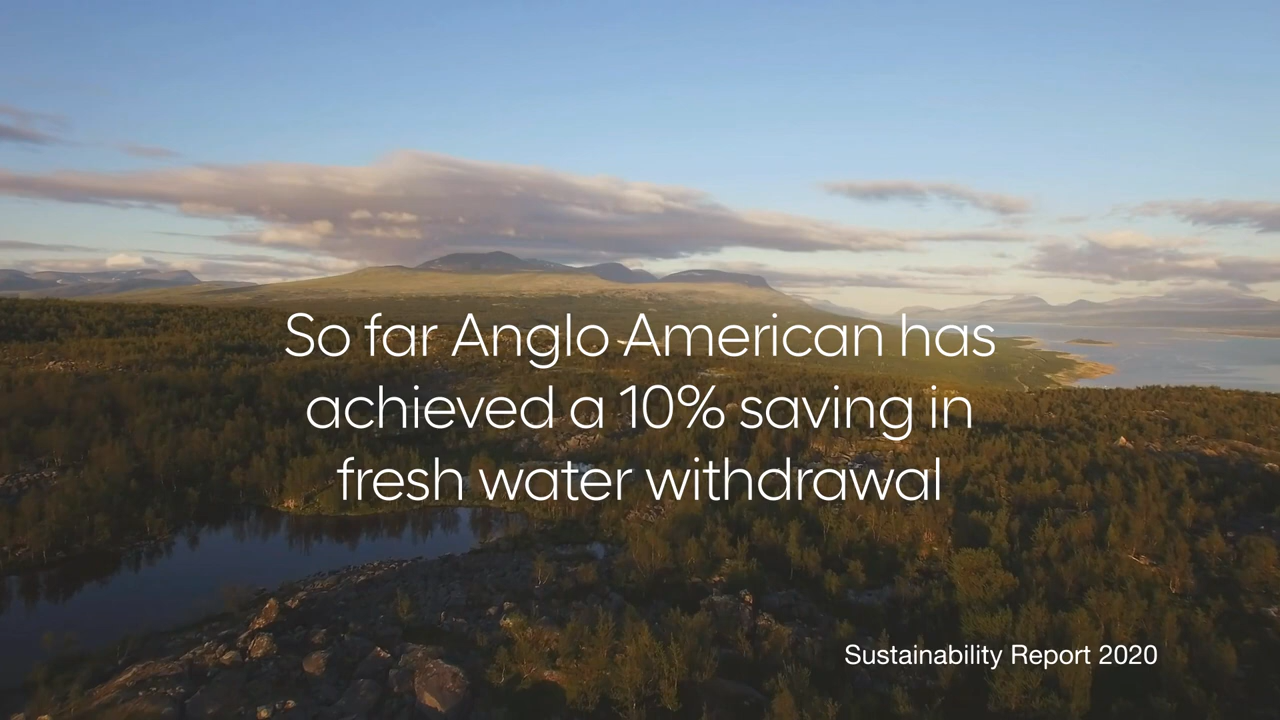 So far Anglo American has
achieved a 10% saving in
fresh water withdrawal
Sustainability Report 2020